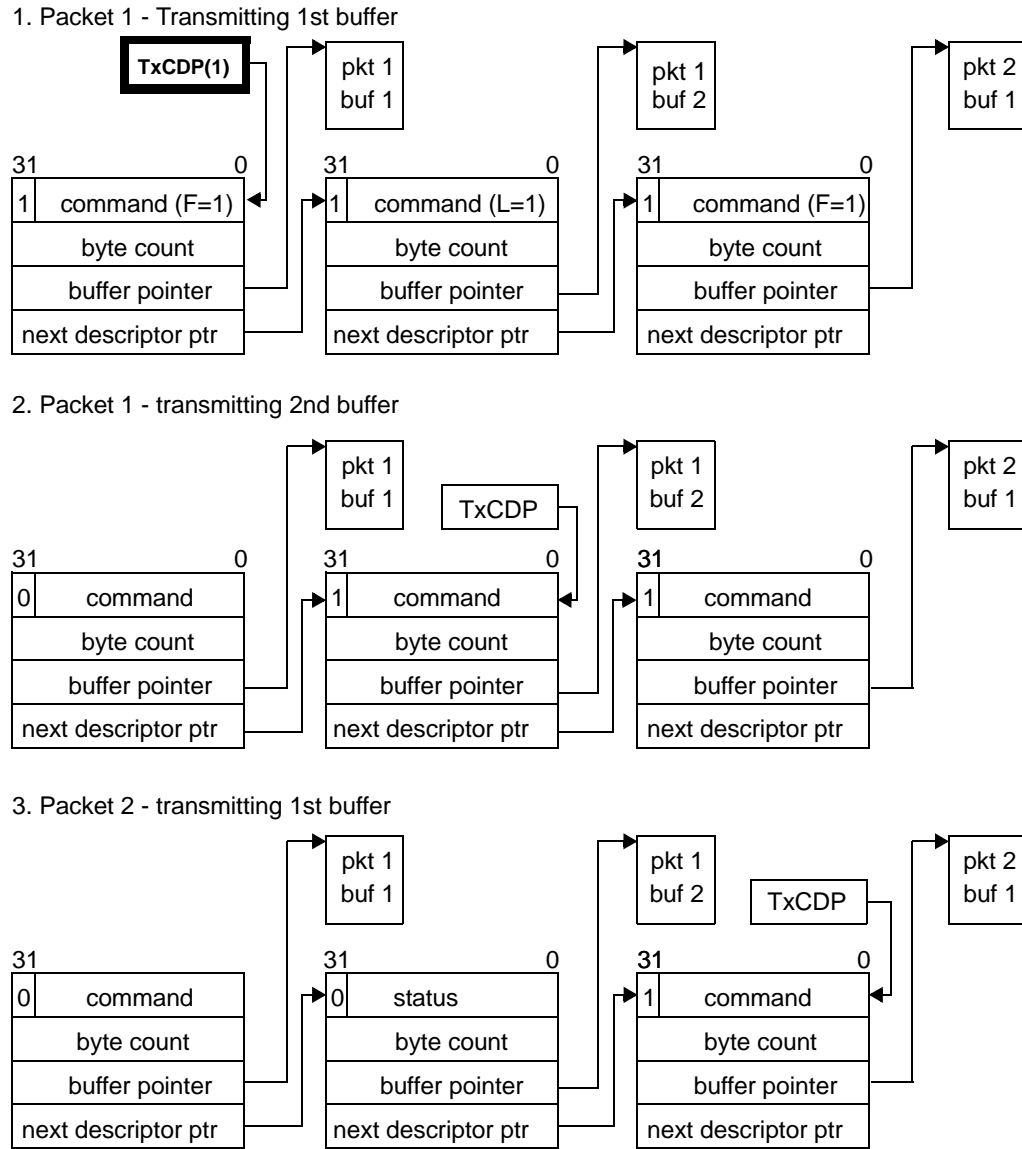 1. Packet 1 - Transmitting 1st buffer
TxCDP(1)
pkt 1
buf 1
pkt 1
buf 2
pkt 2
buf 1
31 0
31 0
31 0
1 command (F=1)
1 command (L=1)
1 command (F=1)
byte count
byte count
byte count
buffer pointer
buffer pointer
buffer pointer
next descriptor ptr
next descriptor ptr
next descriptor ptr
2. Packet 1 - transmitting 2nd buffer
pkt 1
buf 1
TxCDP
pkt 1
buf 2
pkt 2
buf 1
31 0
31 0
31 0
0 command
1 command
1 command
byte count
byte count
byte count
buffer pointer
buffer pointer
buffer pointer
next descriptor ptr
next descriptor ptr
next descriptor ptr
3. Packet 2 - transmitting 1st buffer
pkt 1
buf 1
pkt 1
buf 2
TxCDP
pkt 2
buf 1
31 0
31 0
31 0
0 command
0 status
1 command
byte count
byte count
byte count
buffer pointer
buffer pointer
buffer pointer
next descriptor ptr
next descriptor ptr
next descriptor ptr